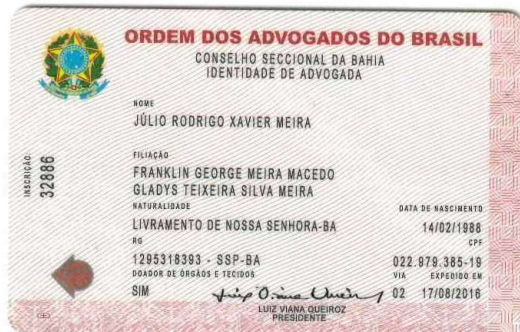 ORDEM DOS ADVOGADOS DO BRASIL
CONSELHO SECCIONAL DA BAHIA
IDENTIDADE DE ADVOGADA
NOME
JÚLIO RODRIGO XAVIER MEIRA
FILIAÇÃO
FRANKLIN GEORGE MEIRA MACEDO
GLADYS TEIXEIRA SILVA MEIRA
NATURALIDADE DATA DE NASCIMENTO
LIVRAMENTO DE NOSSA SENHORA-BA 14/02/1988
RG CPF
1295318393 - SSP-BA 022.979.385-19
DOADOR DE ÓRGÃOS E TECIDOS VIA EXPEDIDO EM
SIM 02 17/08/2016
LUIZ VIANA QUEIROZ
PRESIDENTE
INSCRIÇÃO:
32886